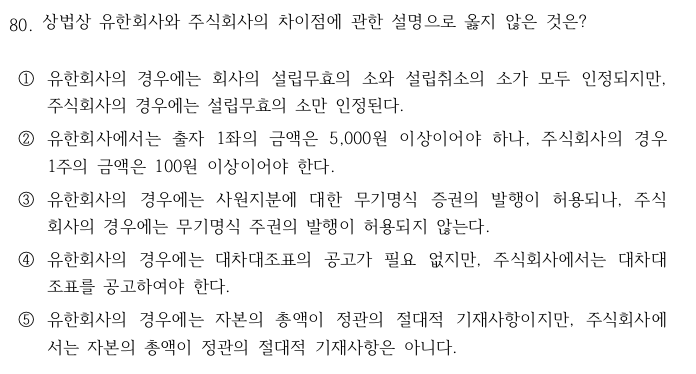 80. 상법상 유한회사와 주식회사의 차이점에 관한 설명으로 옳지 않은 것은?
① 유한회사의 경우에는 회사의 설립무효의 소와 설립취소의 소가 모두 인정되지만,
주식회사의 경우에는 설립무효의 소만 인정된다.
② 유한회사에서는 출자 1좌의 금액은 5,000원 이상이어야 하나, 주식회사의 경우
1주의 금액은 100원 이상이어야 한다.
③ 유한회사의 경우에는 사원지분에 대한 무기명식 증권의 발행이 허용되나, 주식
회사의 경우에는 무기명식 주권의 발행이 허용되지 않는다.
④ 유한회사의 경우에는 대차대조표의 공고가 필요 없지만, 주식회사에서는 대차대
조표를 공고하여야 한다.
⑤ 유한회사의 경우에는 자본의 총액이 정관의 절대적 기재사항이지만, 주식회사에
서는 자본의 총액이 정관의 절대적 기재사항은 아니다.